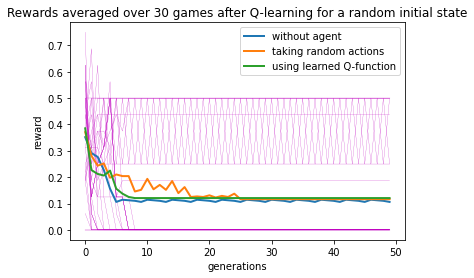 Rewards averaged over 30 games after Q-learning for a random initial state
without agent
taking random actions
using learned Q-function
reward
0.7
0.6
0.5
0.4
0.3
0.2
0.1
0.0
0 10 20 30 40 50
generations